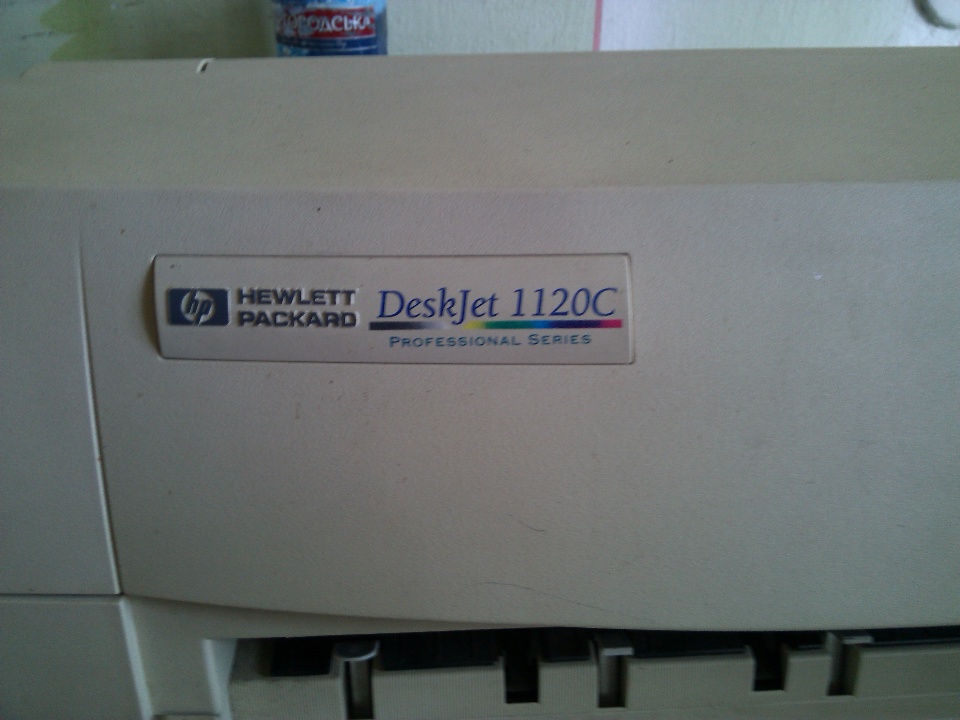 hp HEWLETT PACKARD
DeskJet 1120C
PROFESSIONAL SERIES